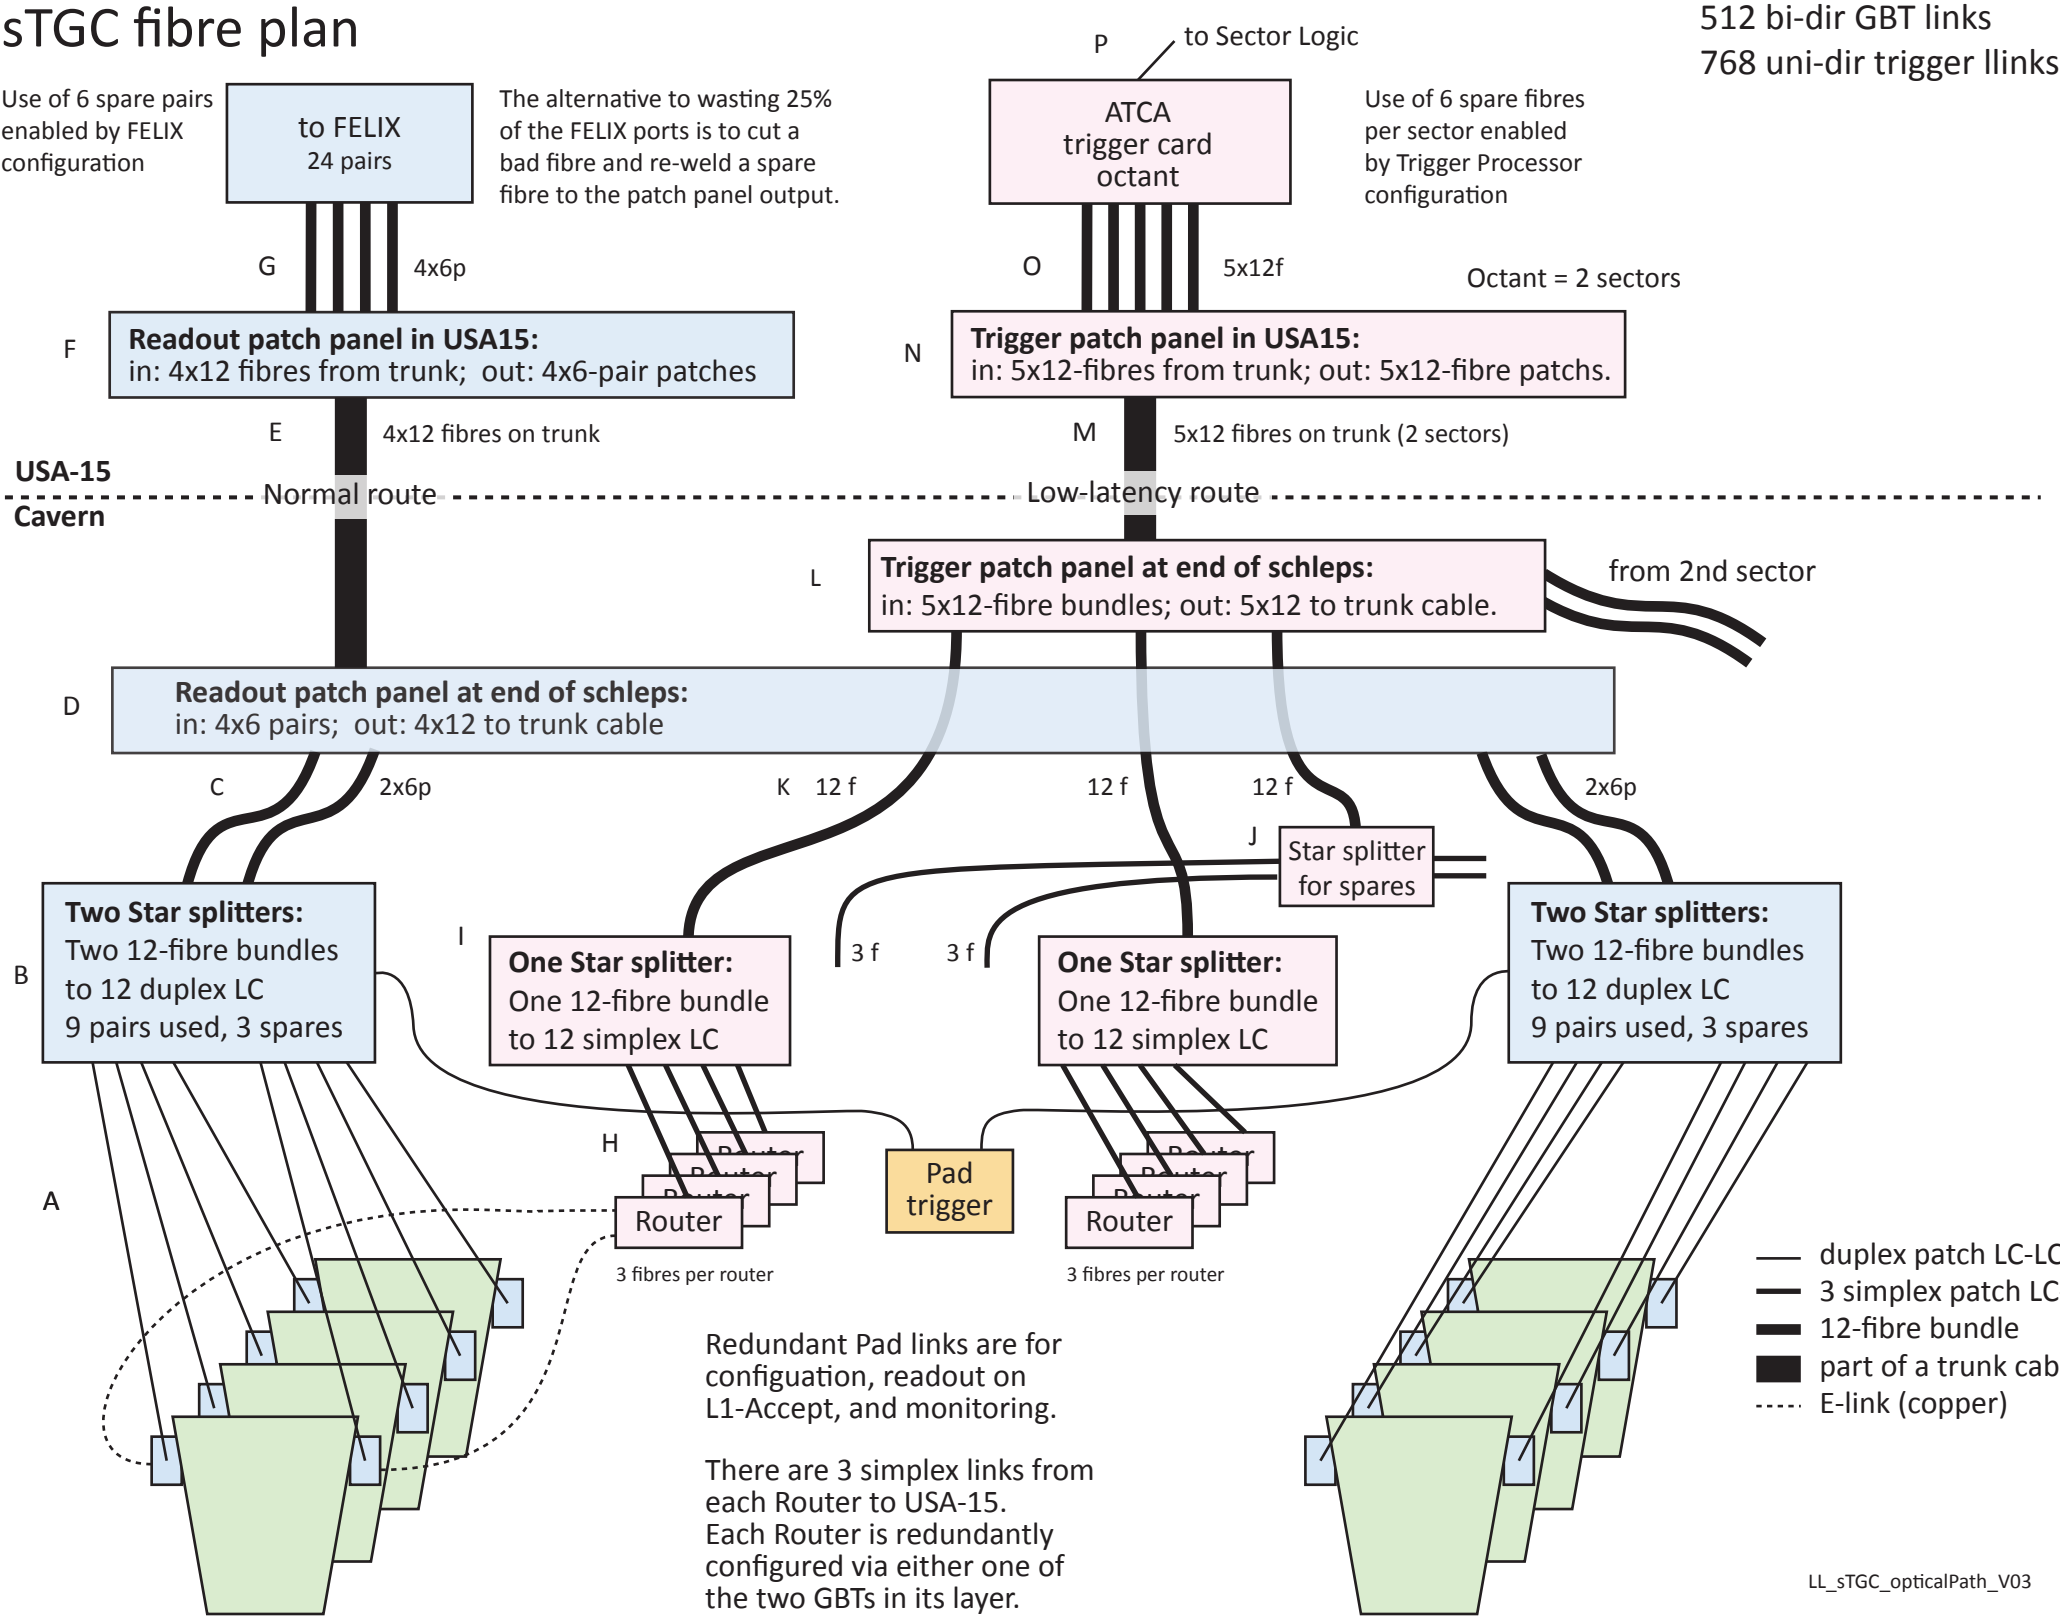 sTGC fibre plan
512 bi-dir GBT links
768 uni-dir trigger llinks
P
to Sector Logic
Use of 6 spare pairs
enabled by FELIX
configuration
to FELIX
24 pairs
The alternative to wasting 25%
of the FELIX ports is to cut a
bad fibre and re-weld a spare
fibre to the patch panel output.
ATCA
trigger card
octant
Use of 6 spare fibres
per sector enabled
by Trigger Processor
configuration
G
4x6p
O
5x12f
Octant = 2 sectors
F
Readout patch panel in USA15:
in: 4x12 fibres from trunk; out: 4x6-pair patches
N
Trigger patch panel in USA15:
in: 5x12-fibres from trunk; out: 5x12-fibre patchs.
E
4x12 fibres on trunk
M
5x12 fibres on trunk (2 sectors)
USA-15
Normal route
Low-latency route
Cavern
L
Trigger patch panel at end of schleps:
in: 5x12-fibre bundles; out: 5x12 to trunk cable.
from 2nd sector
D
Readout patch panel at end of schleps:
in: 4x6 pairs; out: 4x12 to trunk cable
C
2x6p
K
12 f
12 f
12 f
2x6p
J
Star splitter
for spares
B
Two Star splitters:
Two 12-fibre bundles
to 12 duplex LC
9 pairs used, 3 spares
I
One Star splitter:
One 12-fibre bundle
to 12 simplex LC
3 f
3 f
One Star splitter:
One 12-fibre bundle
to 12 simplex LC
Two Star splitters:
Two 12-fibre bundles
to 12 duplex LC
9 pairs used, 3 spares
H
Router
Router
Router
Router
Pad
trigger
Router
Router
Router
Router
A
3 fibres per router
3 fibres per router
duplex patch LC-LC
3 simplex patch LC
12-fibre bundle
part of a trunk cab
E-link (copper)
Redundant Pad links are for
configuation, readout on
L1-Accept, and monitoring.
There are 3 simplex links from
each Router to USA-15.
Each Router is redundantly
configured via either one of
the two GBTs in its layer.
LL_sTGC_opticalPath_V03